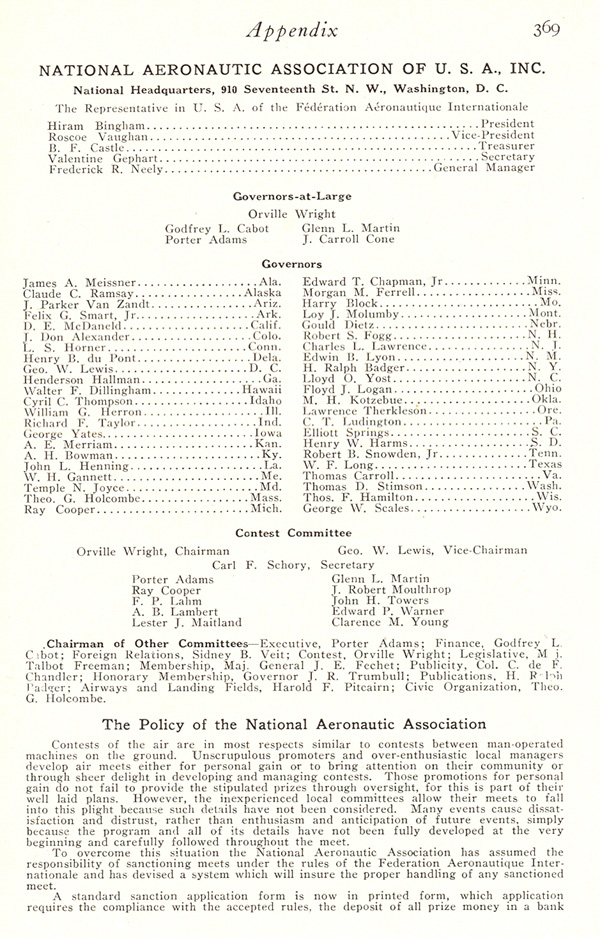 Appendix 369
NATIONAL AERONAUTIC ASSOCIATION OF U. S. A., INC.
National Headquarters, 910 Seventeenth St. N. W., Washington, D. C.
The Representative in U. S. A. of the Fédération Aéronautique Internationale
Hiram Bingham President
Roscoe Vaughan Vice-President
B. F. Castle Treasurer
Valentine Gephart Secretary
Frederick R. Neely General Manager
Governors-at-Large
Orville Wright
Godfrey L. Cabot Glenn L. Martin
Porter Adams J. Carroll Cone
Governors
James A. Meissner Ala.
Claude C. Ramsay Alaska
J. Parker Van Zandt Ariz.
Felix G. Smart, Jr. Ark.
D. E. McDaneld Calif.
J. Don Alexander Colo.
L. S. Horner Conn.
Henry B. du Pont Dela.
Geo. W. Lewis D. C.
Henderson Hallman Ga.
Walter F. Dillingham Hawaii
Cyril C. Thompson Idaho
William G. Herron Ill.
Richard F. Taylor Ind.
George Yates Iowa
A. E. Merriam Kan.
A. H. Bowman Ky.
John L. Henning La.
W. H. Gannett Me.
Temple N. Joyce Md.
Theo. G. Holcombe Mass.
Ray Cooper Mich.
Edward T. Chapman, Jr Minn.
Morgan M. Ferrell Miss.
Harry Block Mo.
Loy J. Molumby Mont.
Gould Dietz Nebr.
Robert S. Fogg N. H.
Charles L. Lawrence N. J.
Edwin B. Lyon N. M.
H. Ralph Badger N. Y.
Lloyd O. Yost N. C.
Floyd J. Logan Ohio
M. H. Kotzebue Okla.
Lawrence Therkleson Ore.
C. T. Ludington Pa.
Elliott Springs S. C.
Henry W. Harms S. D.
Robert B. Snowden, Jr Tenn.
W. F. Long Texas
Thomas Carroll Va.
Thomas D. Stimson Wash.
Thos. F. Hamilton Wis.
George W. Scales Wyo.
Contest Committee
Orville Wright, Chairman Geo. W. Lewis, Vice-Chairman
Carl F. Schory, Secretary
Porter Adams Glenn L. Martin
Ray Cooper J. Robert Moulthrop
F. P. Lahm John H. Towers
A. B. Lambert Edward P. Warner
Lester J. Maitland Clarence M. Young
Chairman of Other Committees—Executive, Porter Adams; Finance, Godfrey L.
Cabot; Foreign Relations, Sidney B. Veit; Contest, Orville Wright; Legislative, Maj.
Talbot Freeman; Membership, Maj. General J. E. Fechet; Publicity, Col. C. de F.
Chandler; Honorary Membership, Governor J. R. Trumbull; Publications, H. Ralph
Badger; Airways and Landing Fields, Harold F. Pitcairn; Civic Organization, Theo.
G. Holcombe.
The Policy of the National Aeronautic Association
Contests of the air are in most respects similar to contests between man-operated
machines on the ground. Unscrupulous promoters and over-enthusiastic local managers
develop air meets either for personal gain or to bring attention on their community or
through sheer delight in developing and managing contests. Those promotions for personal
gain do not fail to provide the stipulated prizes through oversight, for this is part of their
well laid plans. However, the inexperienced local committees allow their meets to fall
into this plight because such details have not been considered. Many events cause dissat-
isfaction and distrust, rather than enthusiasm and anticipation of future events, simply
because the program and all of its details have not been fully developed at the very
beginning and carefully followed throughout the meet.
To overcome this situation the National Aeronautic Association has assumed the
responsibility of sanctioning meets under the rules of the Federation Aeronautique Inter-
nationale and has devised a system which will insure the proper handling of any sanctioned
meet.
A standard sanction application form is now in printed form, which application
requires the compliance with the accepted rules, the deposit of all prize money in a bank